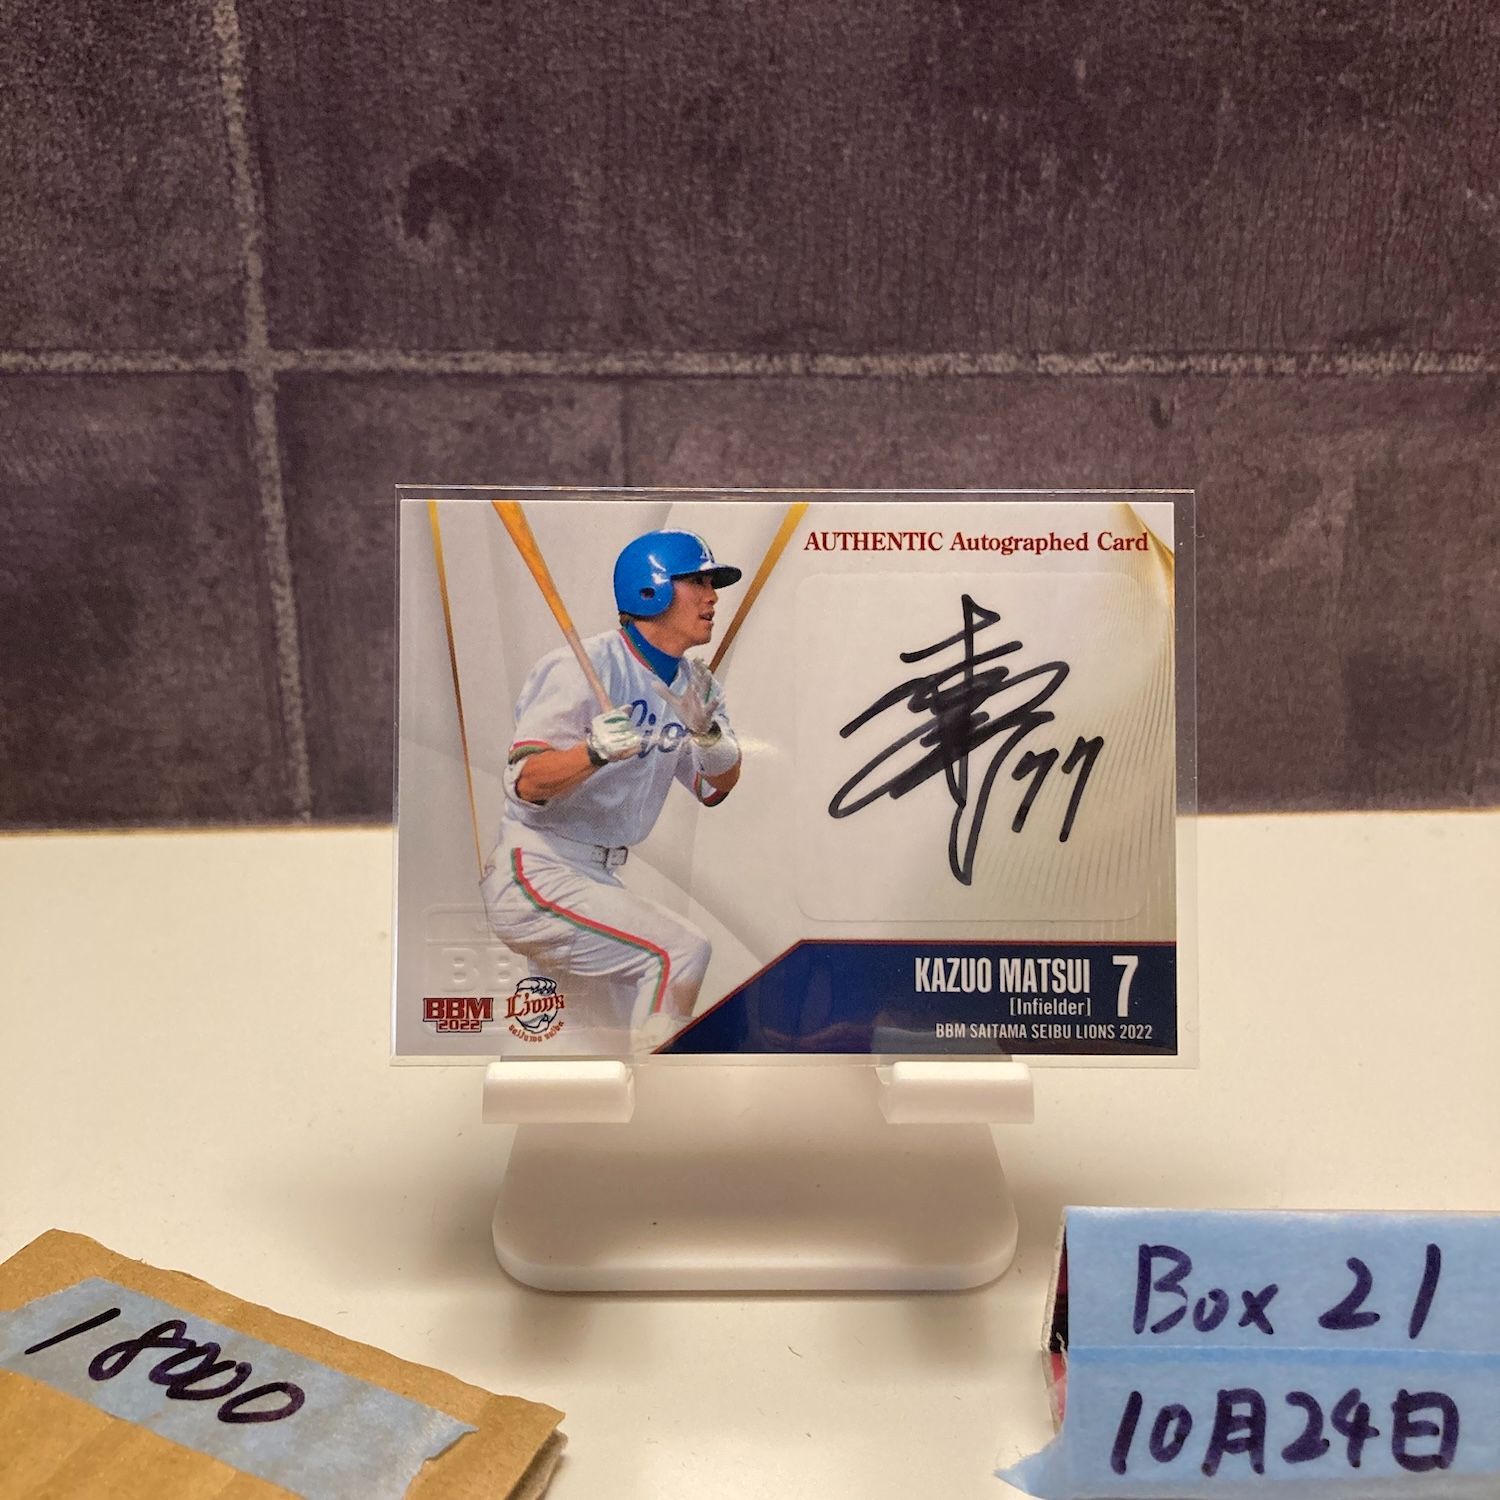 AUTHENTIC Autographed Card
77
KAZUO MATSUI 7
[Infielder]
BBM SAITAMA SEIBU LIONS 2022
BBM
2022
Lions
18000
Box 21
10月24日